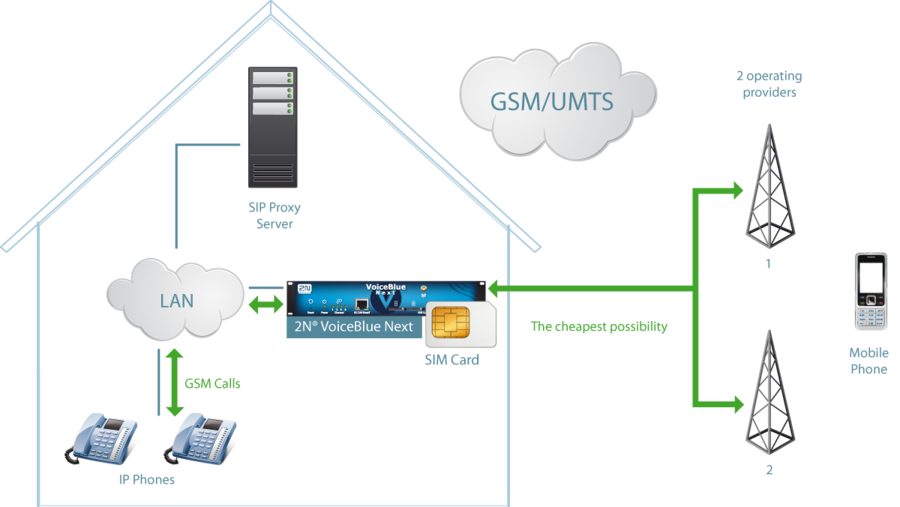 GSM/UMTS
2 operating
providers
SIP Proxy
Server
1
LAN
2N
VoiceBlue
Next
2N® VoiceBlue Next
SIM Card
The cheapest possibility
Mobile
Phone
GSM Calls
IP Phones
2